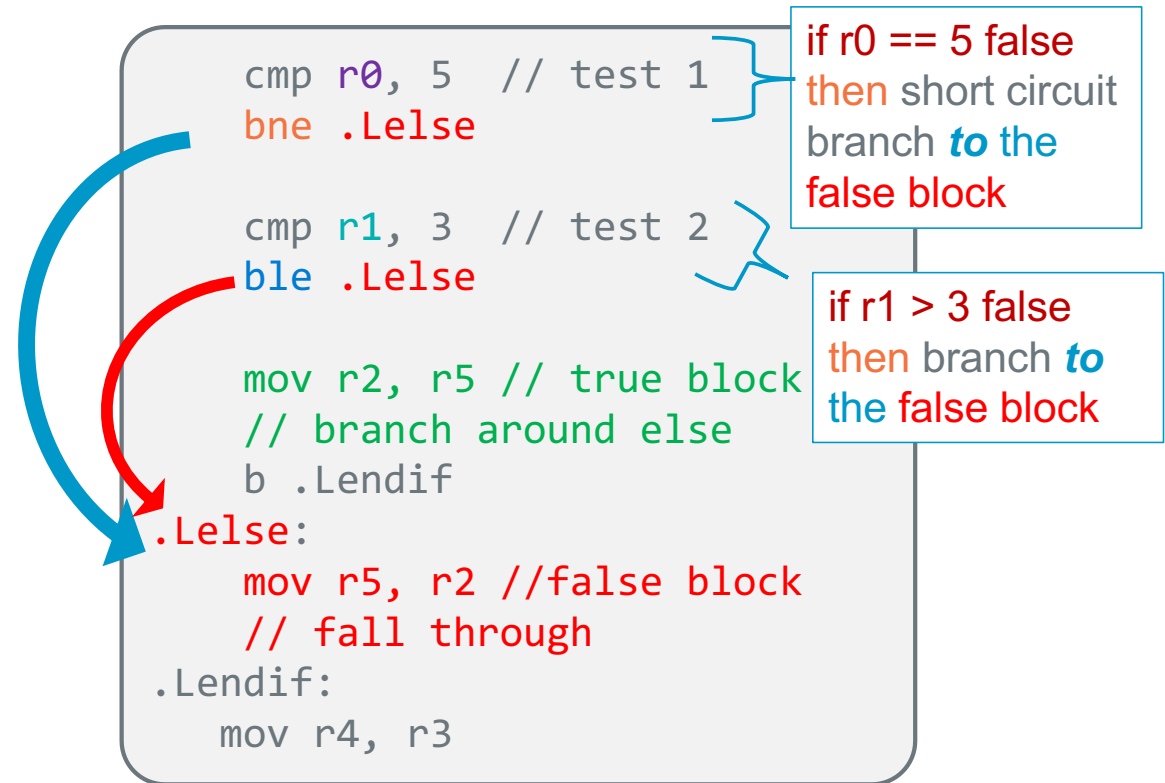 cmp r0, 5 // test 1
bne .Lelse
cmp r1, 3 // test 2
ble .Lelse
mov r2, r5 // true block
// branch around else
b .Lendif
.Lelse:
mov r5, r2 //false block
// fall through
.Lendif:
mov r4, r3
if r0 == 5 false
then short circuit
branch to the
false block
if r1 > 3 false
then branch to
the false block